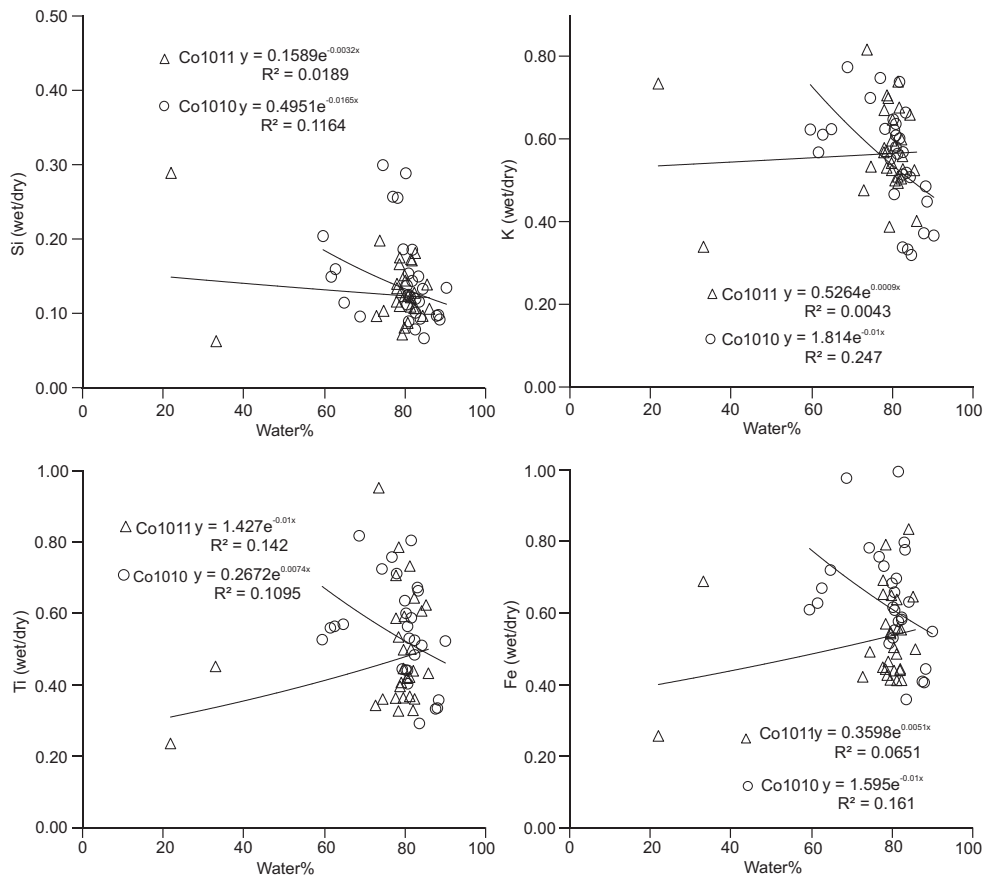 0.50
0.40
0.30
0.20
0.10
0.00
Si (wet/dry)
Co1011 y = 0.1589e^-0.0032x
R² = 0.0189
Co1010 y = 0.4951e^-0.0165x
R² = 0.1164
0 20 40 60 80 100
Water%
0.80
0.60
0.40
0.20
0.00
K (wet/dry)
Co1011 y = 0.5264e^0.0009x
R² = 0.0043
Co1010 y = 1.814e^-0.01x
R² = 0.247
0 20 40 60 80 100
Water%
1.00
0.80
0.60
0.40
0.20
0.00
Ti (wet/dry)
Co1011 y = 1.427e^-0.01x
R² = 0.142
Co1010 y = 0.2672e^0.0074x
R² = 0.1095
0 20 40 60 80 100
Water%
1.00
0.80
0.60
0.40
0.20
0.00
Fe (wet/dry)
Co1011y = 0.3598e^0.0051x
R² = 0.0651
Co1010 y = 1.595e^-0.01x
R² = 0.161
0 20 40 60 80 100
Water%